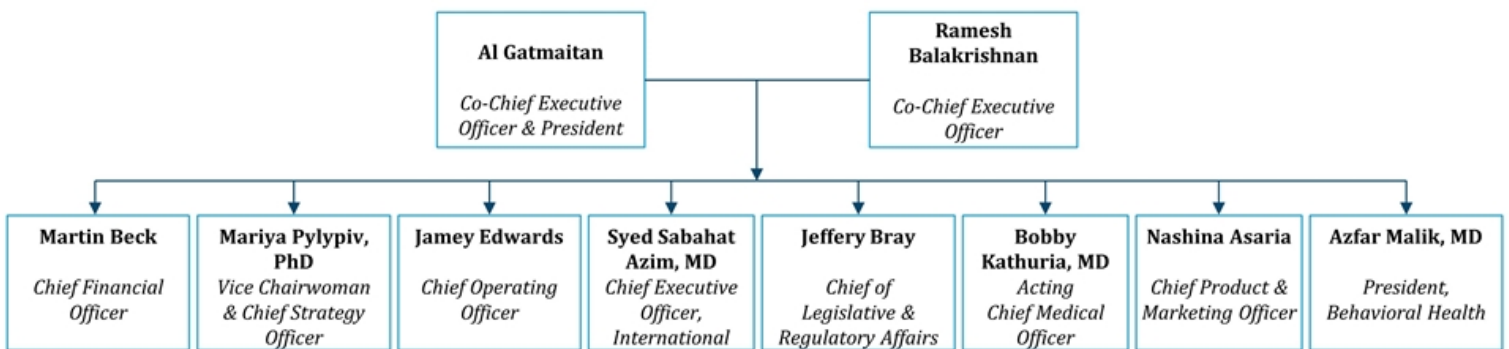 Al Gatmaitan
Co-Chief Executive
Officer & President
Ramesh
Balakrishnan
Co-Chief Executive
Officer
Martin Beck
Chief Financial
Officer
Mariya Pylypiv,
PhD
Vice Chairwoman
& Chief Strategy
Officer
Jamey Edwards
Chief Operating
Officer
Syed Sabahat
Azim, MD
Chief Executive
Officer,
International
Jeffery Bray
Chief of
Legislative &
Regulatory Affairs
Bobby
Kathuria, MD
Acting
Chief Medical
Officer
Nashina Asaria
Chief Product &
Marketing Officer
Azfar Malik, MD
President,
Behavioral Health